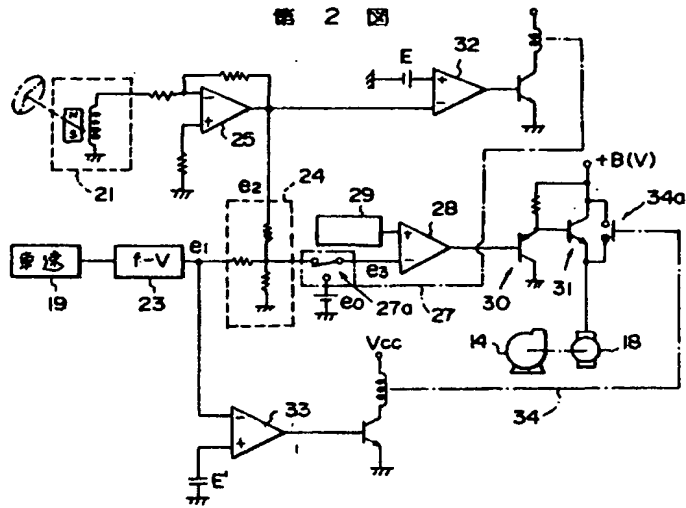 第 2 図
E
32
N
S
25
21
+B(V)
e2
24
29
28
34a
車速
f-V
e1
e3
e0
19
23
27a
27
30
31
14
18
Vcc
34
33
E'